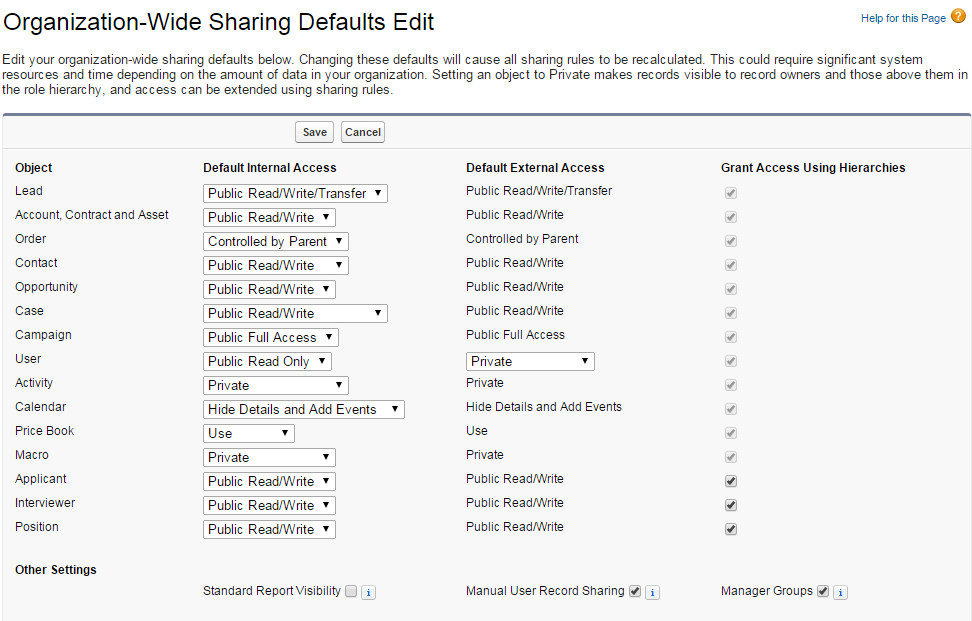 Organization-Wide Sharing Defaults Edit
Help for this Page ?
Edit your organization-wide sharing defaults below. Changing these defaults will cause all sharing rules to be recalculated. This could require significant system
resources and time depending on the amount of data in your organization. Setting an object to Private makes records visible to record owners and those above them in
the role hierarchy, and access can be extended using sharing rules.
Save Cancel
Object Default Internal Access Default External Access Grant Access Using Hierarchies
Lead Public Read/Write/Transfer Public Read/Write/Transfer
Account, Contract and Asset Public Read/Write Public Read/Write
Order Controlled by Parent Controlled by Parent
Contact Public Read/Write Public Read/Write
Opportunity Public Read/Write Public Read/Write
Case Public Read/Write Public Read/Write
Campaign Public Full Access Public Full Access
User Public Read Only Private
Activity Private Private
Calendar Hide Details and Add Events Hide Details and Add Events
Price Book Use Use
Macro Private Private
Applicant Public Read/Write Public Read/Write
Interviewer Public Read/Write Public Read/Write
Position Public Read/Write Public Read/Write
Other Settings
Standard Report Visibility i Manual User Record Sharing i Manager Groups i